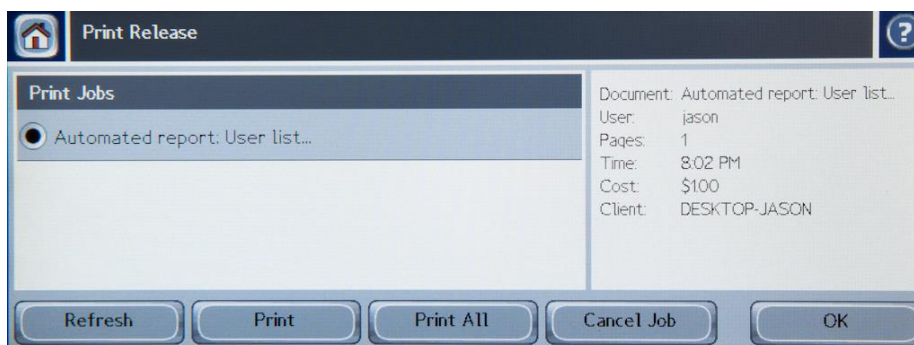 Print Release
?
Print Jobs
Automated report: User list...
Document: Automated report: User list...
User: jason
Pages: 1
Time: 8:02 PM
Cost: $1.00
Client: DESKTOP-JASON
Refresh
Print
Print All
Cancel Job
OK